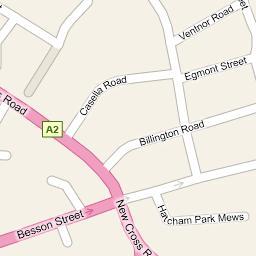 Ventnor Road
Egmont Street
Casella Road
Road
A2
Billington Road
Besson Street
New Cross R
Hatcham Park Mews